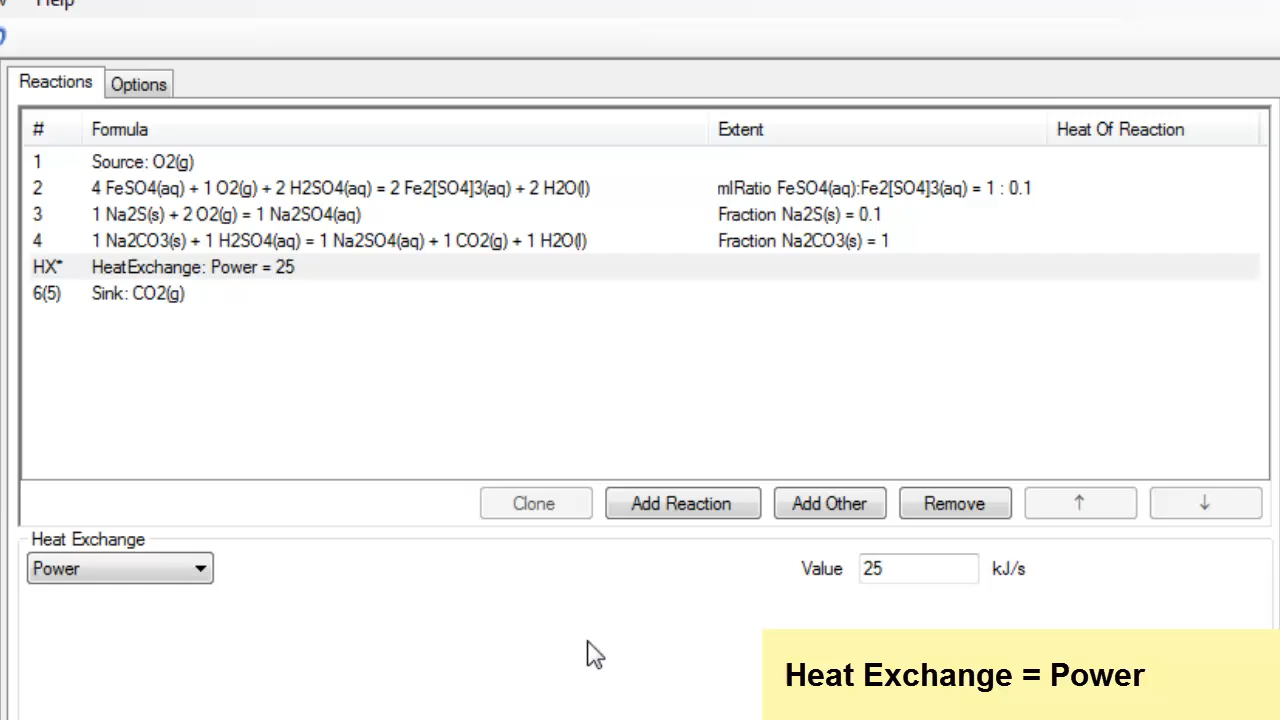 Help
Reactions Options
# Formula Extent Heat Of Reaction
1 Source: O2(g)
2 4 FeSO4(aq) + 1 O2(g) + 2 H2SO4(aq) = 2 Fe2[SO4]3(aq) + 2 H2O(l) mlRatio FeSO4(aq):Fe2[SO4]3(aq) = 1 : 0.1
3 1 Na2S(s) + 2 O2(g) = 1 Na2SO4(aq) Fraction Na2S(s) = 0.1
4 1 Na2CO3(s) + 1 H2SO4(aq) = 1 Na2SO4(aq) + 1 CO2(g) + 1 H2O(l) Fraction Na2CO3(s) = 1
HX* HeatExchange: Power = 25
6(5) Sink: CO2(g)
Clone Add Reaction Add Other Remove ↑ ↓
Heat Exchange
Power Value 25 kJ/s
Heat Exchange = Power